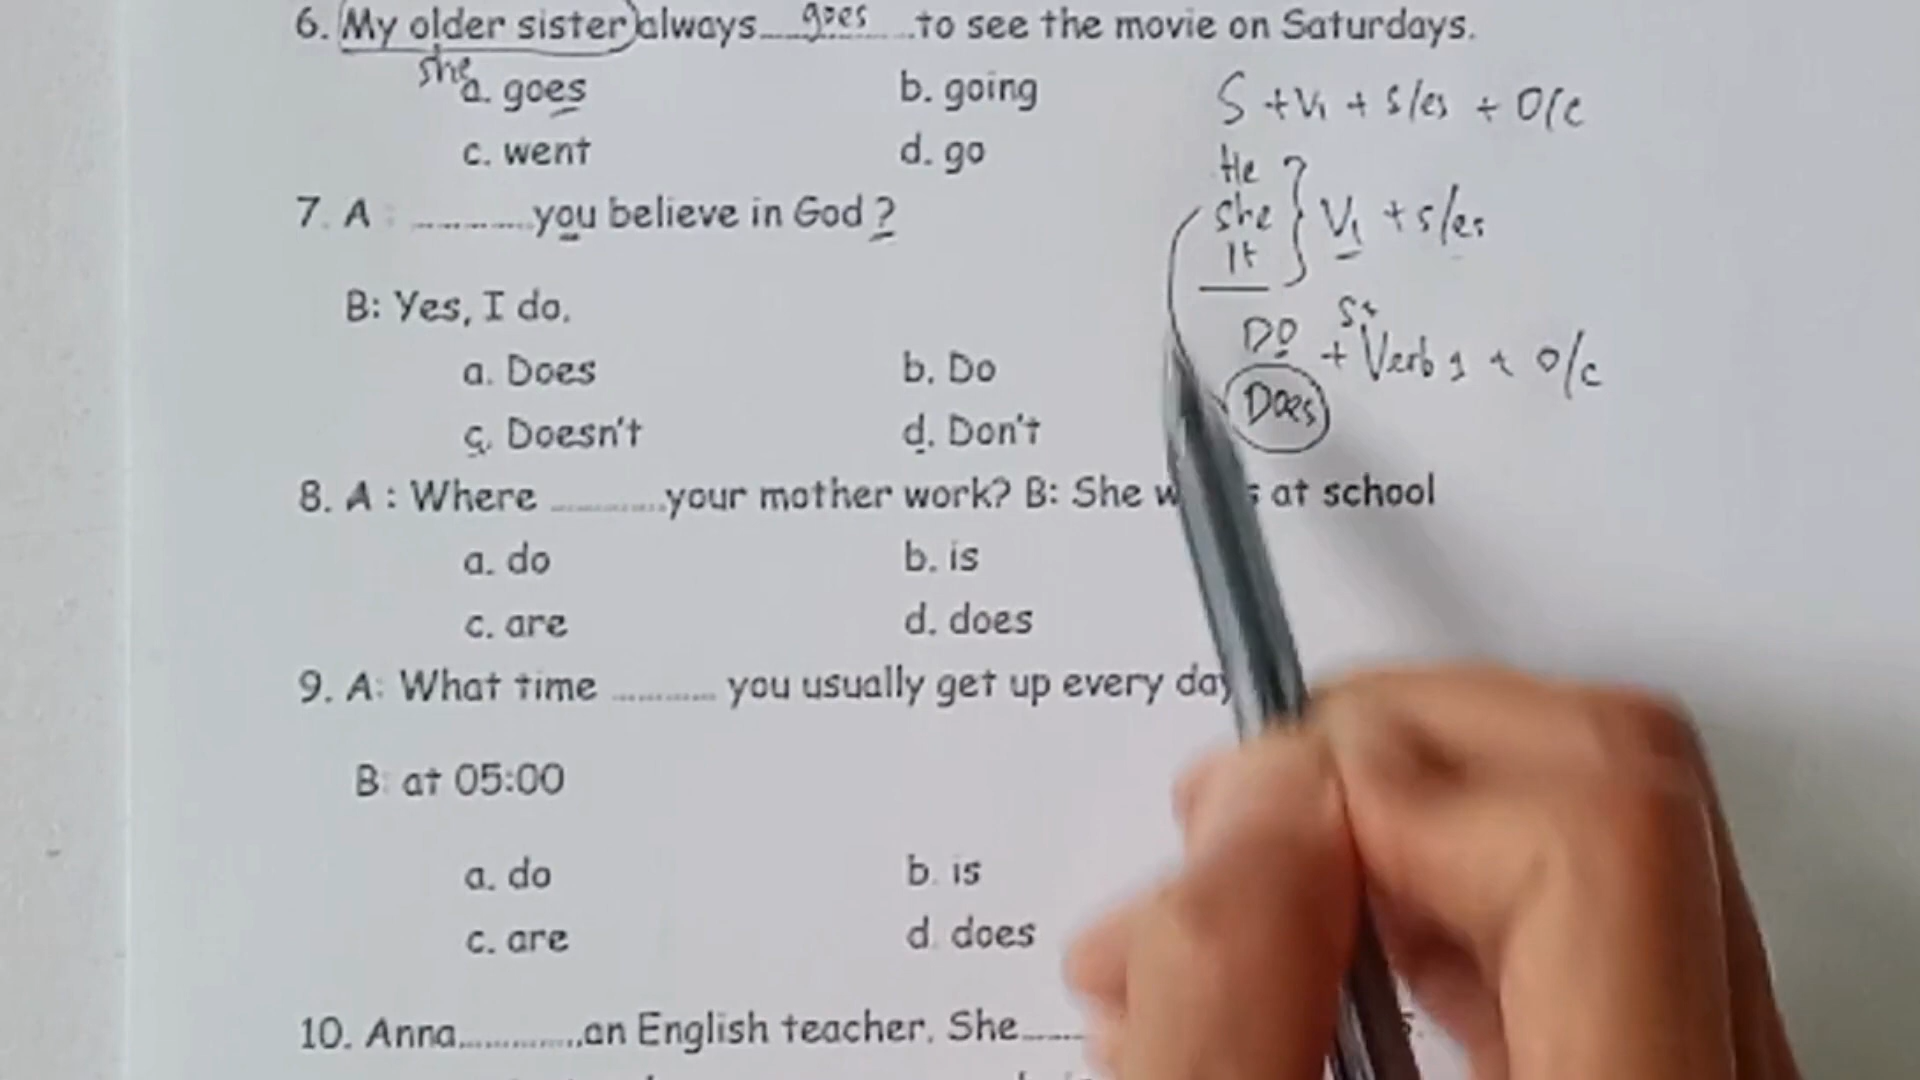 6. My older sister always goes to see the movie on Saturdays.
she
a. goes b. going
S + V1 + s/es + O/C
c. went d. go
He
She
It
V1 + s/es
7. A : ............you believe in God ?
B: Yes, I do.
Do
Does
+ S + Verb 1 + O/C
a. Does b. Do
c. Doesn't d. Don't
8. A : Where ............your mother work? B: She at school
a. do b. is
c. are d. does
9. A: What time ........... you usually get up every
B: at 05:00
a. do b. is
c. are d. does
10. Anna.............an English teacher. She......